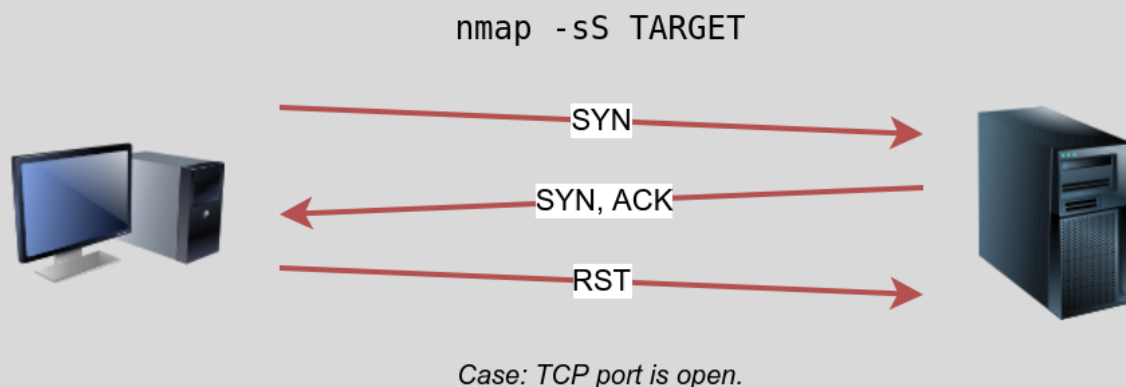 nmap -sS TARGET
SYN
SYN, ACK
RST
Case: TCP port is open.